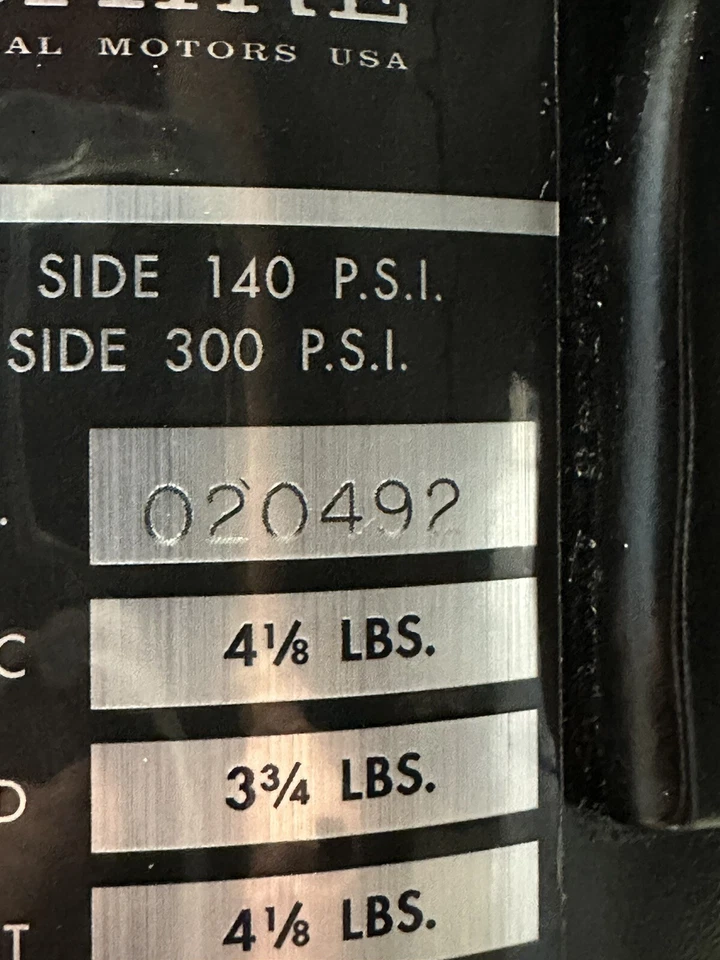 AL MOTORS USA
SIDE 140 P.S.I.
SIDE 300 P.S.I.
020492
C 4⅛ LBS.
D 3¾ LBS.
T 4⅛ LBS.